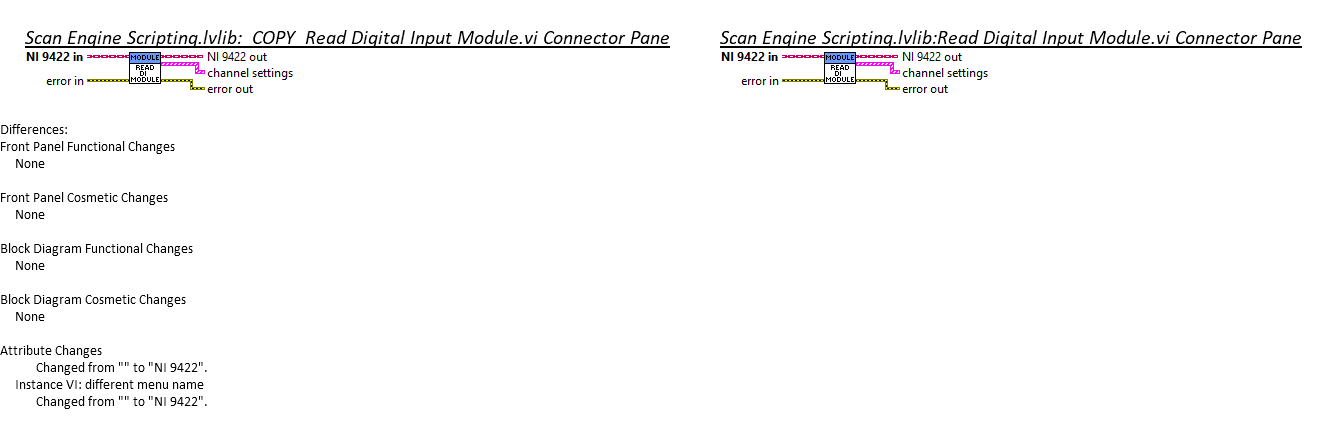 Scan Engine Scripting.lvlib:_COPY_Read Digital Input Module.vi Connector Pane
NI 9422 in
MODULE
READ
DI
MODULE
NI 9422 out
channel settings
error in
error out
Scan Engine Scripting.lvlib:Read Digital Input Module.vi Connector Pane
NI 9422 in
MODULE
READ
DI
MODULE
NI 9422 out
channel settings
error in
error out
Differences:
Front Panel Functional Changes
None
Front Panel Cosmetic Changes
None
Block Diagram Functional Changes
None
Block Diagram Cosmetic Changes
None
Attribute Changes
Changed from "" to "NI 9422".
Instance VI: different menu name
Changed from "" to "NI 9422".